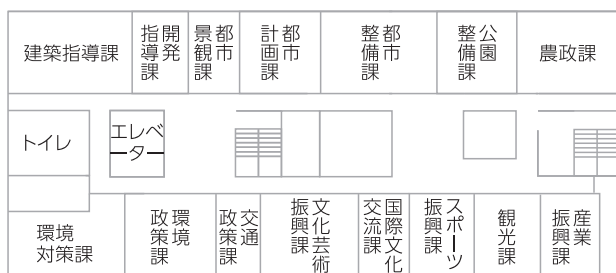 建築指導課
開発
指導課
都市
景観課
都市
計画課
都市
整備課
公園
整備課
農政課
トイレ
エレベ
ーター
環境
対策課
環境
政策課
交通
政策課
文化芸術
振興課
国際文化
交流課
スポーツ
振興課
観光課
産業
振興課